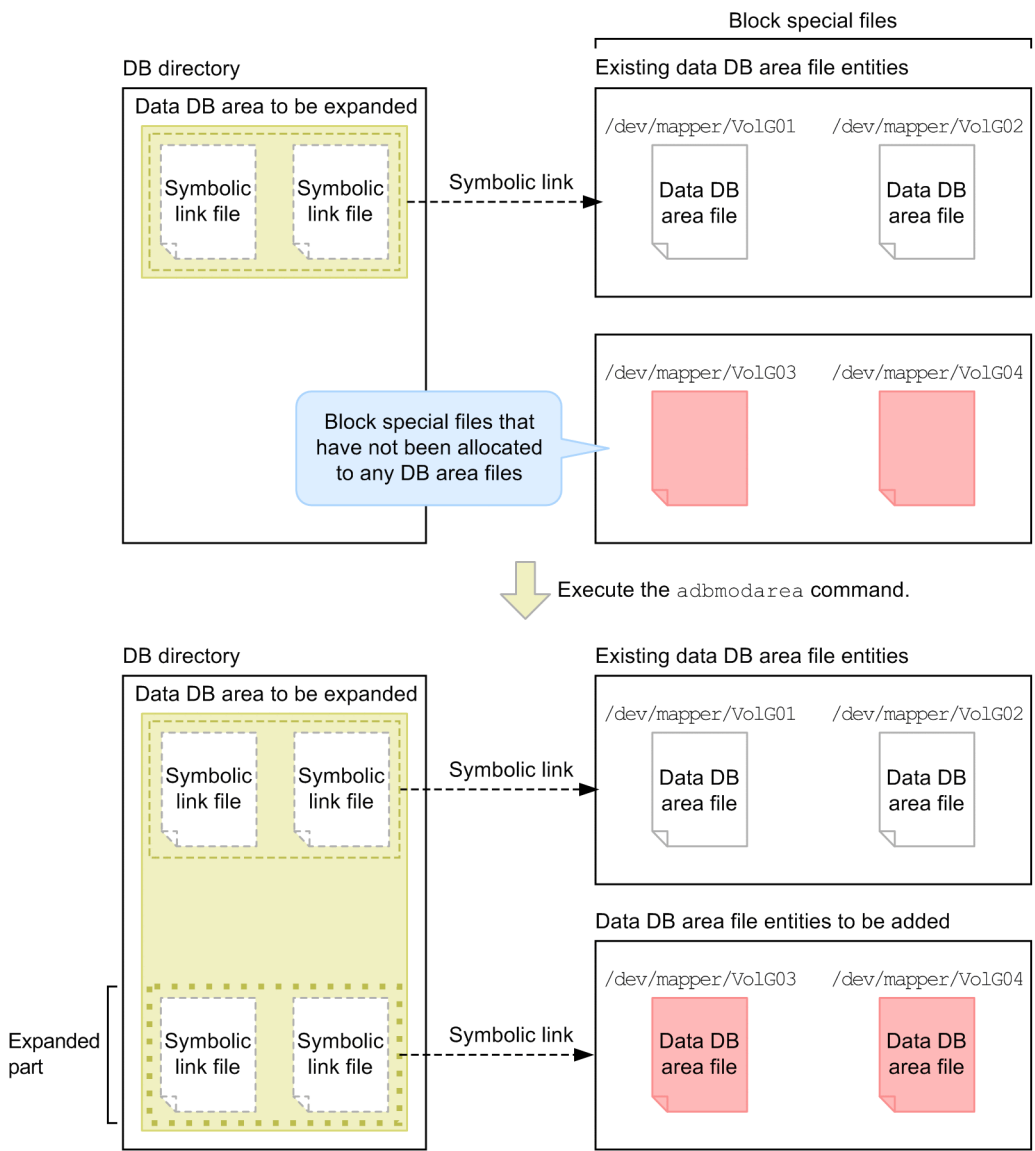 Block special files
DB directory
Existing data DB area file entities
Data DB area to be expanded
/dev/mapper/VolG01
/dev/mapper/VolG02
Symbolic
link file
Symbolic
link file
Symbolic link
Data DB
area file
Data DB
area file
/dev/mapper/VolG03
/dev/mapper/VolG04
Block special files that
have not been allocated
to any DB area files
Execute the adbmodarea command.
DB directory
Existing data DB area file entities
Data DB area to be expanded
/dev/mapper/VolG01
/dev/mapper/VolG02
Symbolic
link file
Symbolic
link file
Symbolic link
Data DB
area file
Data DB
area file
Data DB area file entities to be added
/dev/mapper/VolG03
/dev/mapper/VolG04
Expanded
part
Symbolic
link file
Symbolic
link file
Symbolic link
Data DB
area file
Data DB
area file